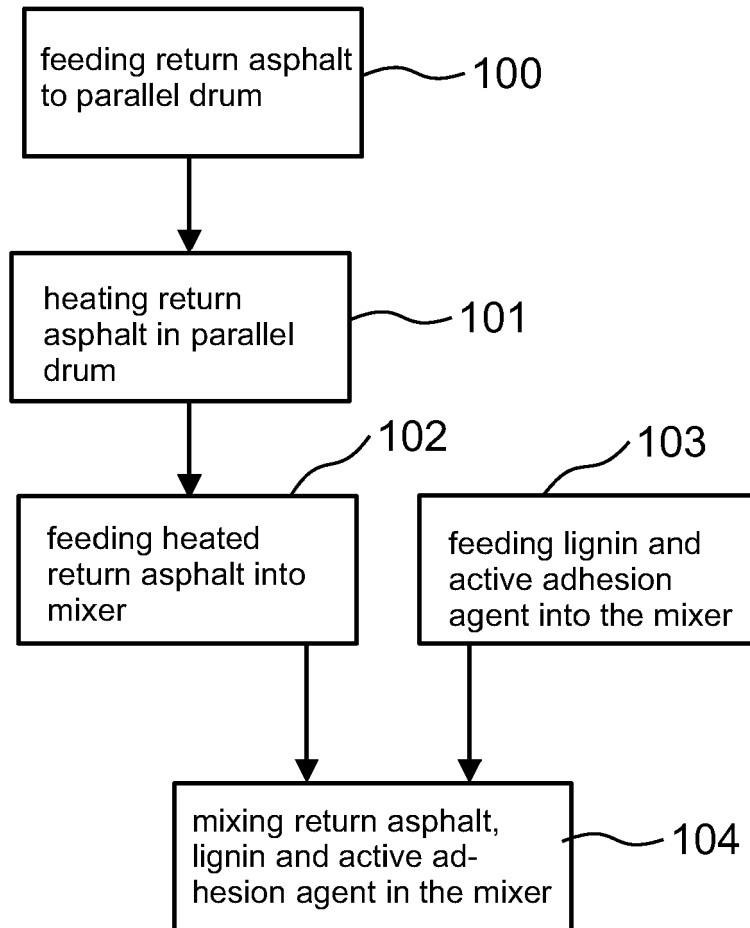 feeding return asphalt
to parallel drum
100
heating return
asphalt in parallel
drum
101
102
feeding heated
return asphalt into
mixer
103
feeding lignin and
active adhesion
agent into the mixer
mixing return asphalt,
lignin and active ad-
hesion agent in the mixer
104